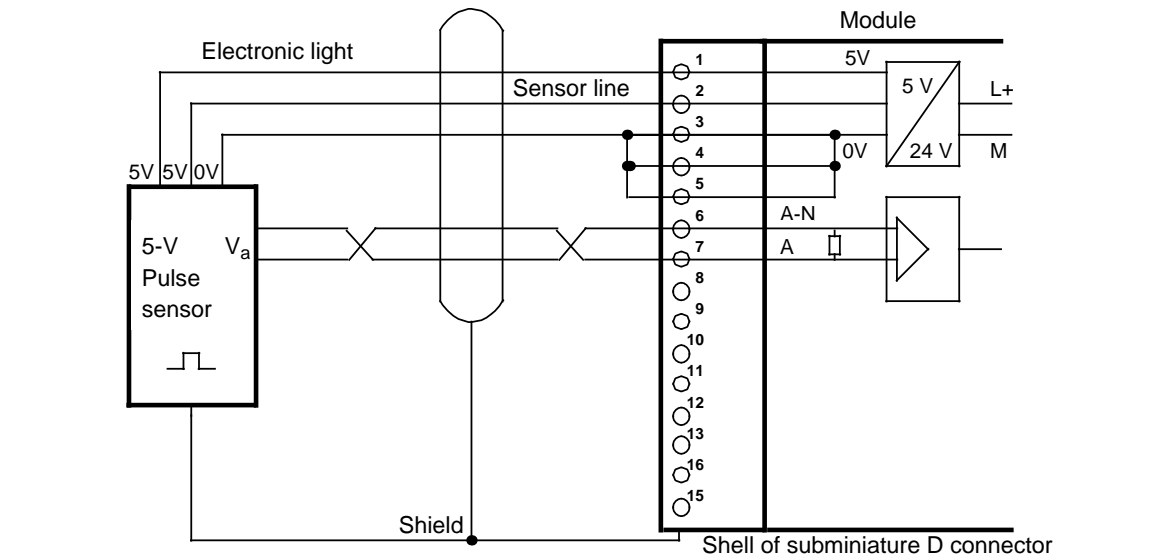 Module
Electronic light
Sensor line
1
2
3
4
5
6
7
8
9
10
11
12
13
16
15
5V
5 V
24 V
L+
M
0V
5V 5V 0V
5-V
Pulse
sensor
Va
A-N
A
Shield
Shell of subminiature D connector